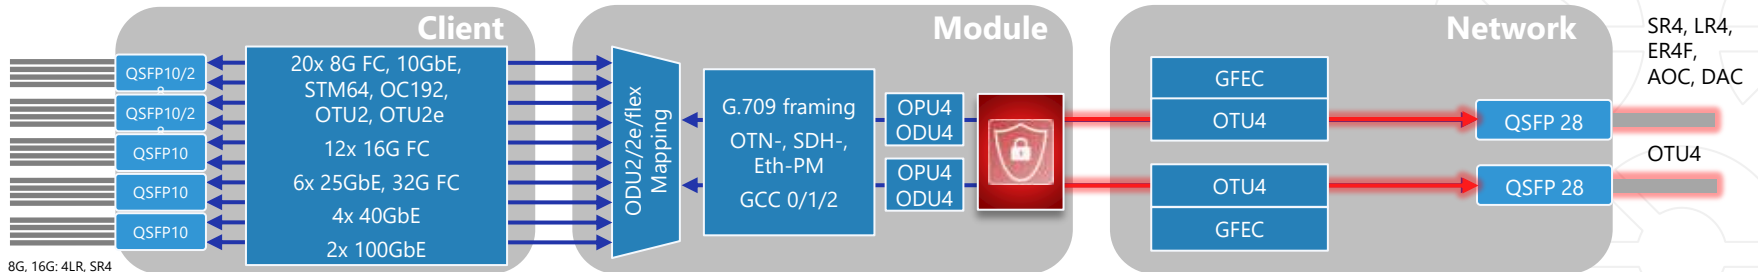 Client
QSFP10/2
8
QSFP10/2
8
QSFP10
QSFP10
QSFP10
8G, 16G: 4LR, SR4
20x 8G FC, 10GbE,
STM64, OC192,
OTU2, OTU2e
12x 16G FC
6x 25GbE, 32G FC
4x 40GbE
2x 100GbE
Module
ODU2/2e/flex
Mapping
G.709 framing
OTN-, SDH-,
Eth-PM
GCC 0/1/2
OPU4
ODU4
OPU4
ODU4
Network
GFEC
OTU4
OTU4
GFEC
QSFP 28
QSFP 28
SR4, LR4,
ER4F,
AOC, DAC
OTU4